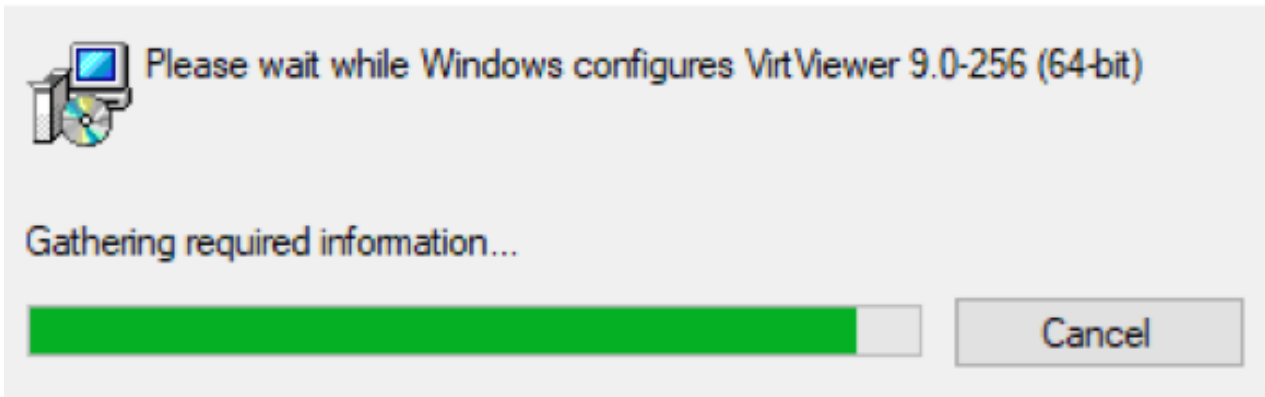 Please wait while Windows configures VirtViewer 9.0-256 (64-bit)
Gathering required information...
Cancel